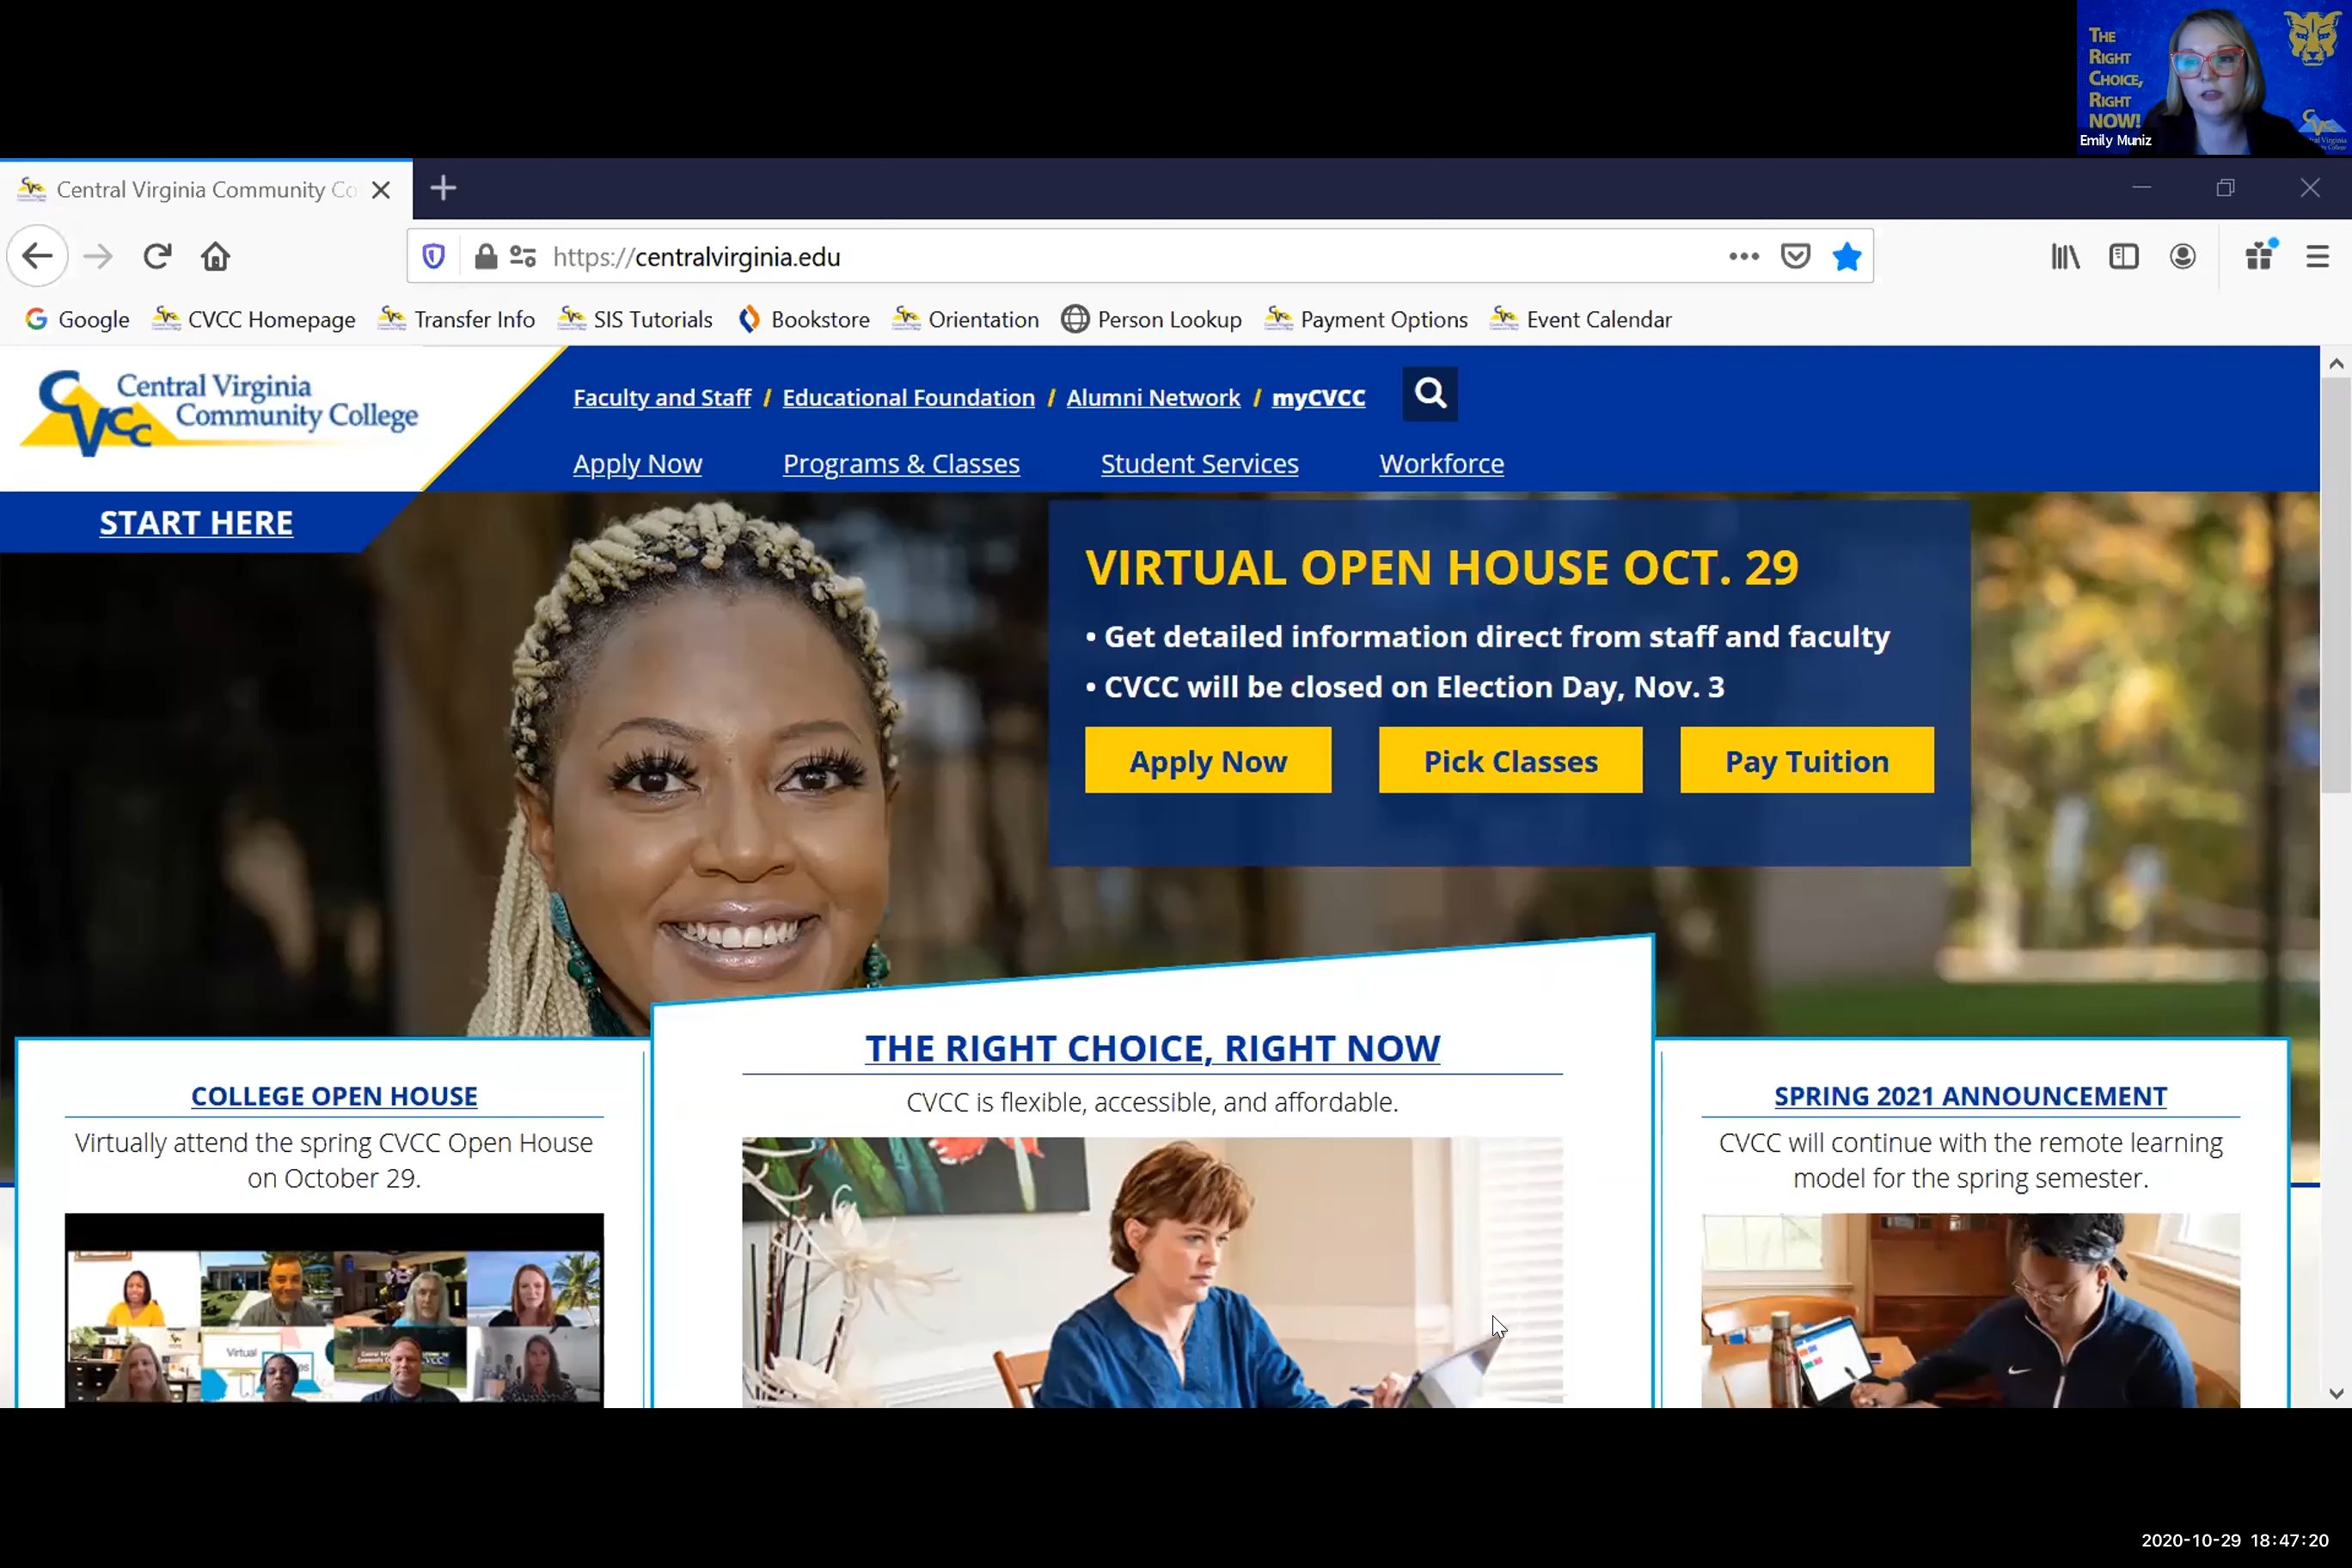 THE
RIGHT
CHOICE,
RIGHT
NOW!
Emily Muniz
Central Virginia Community Co
https://centralvirginia.edu
Google CVCC Homepage Transfer Info SIS Tutorials Bookstore Orientation Person Lookup Payment Options Event Calendar
Central Virginia
Community College
CVCC
Faculty and Staff / Educational Foundation / Alumni Network / myCVCC
Apply Now Programs & Classes Student Services Workforce
START HERE
VIRTUAL OPEN HOUSE OCT. 29
• Get detailed information direct from staff and faculty
• CVCC will be closed on Election Day, Nov. 3
Apply Now Pick Classes Pay Tuition
THE RIGHT CHOICE, RIGHT NOW
CVCC is flexible, accessible, and affordable.
COLLEGE OPEN HOUSE
Virtually attend the spring CVCC Open House
on October 29.
Virtual
SPRING 2021 ANNOUNCEMENT
CVCC will continue with the remote learning
model for the spring semester.
2020-10-29 18:47:20